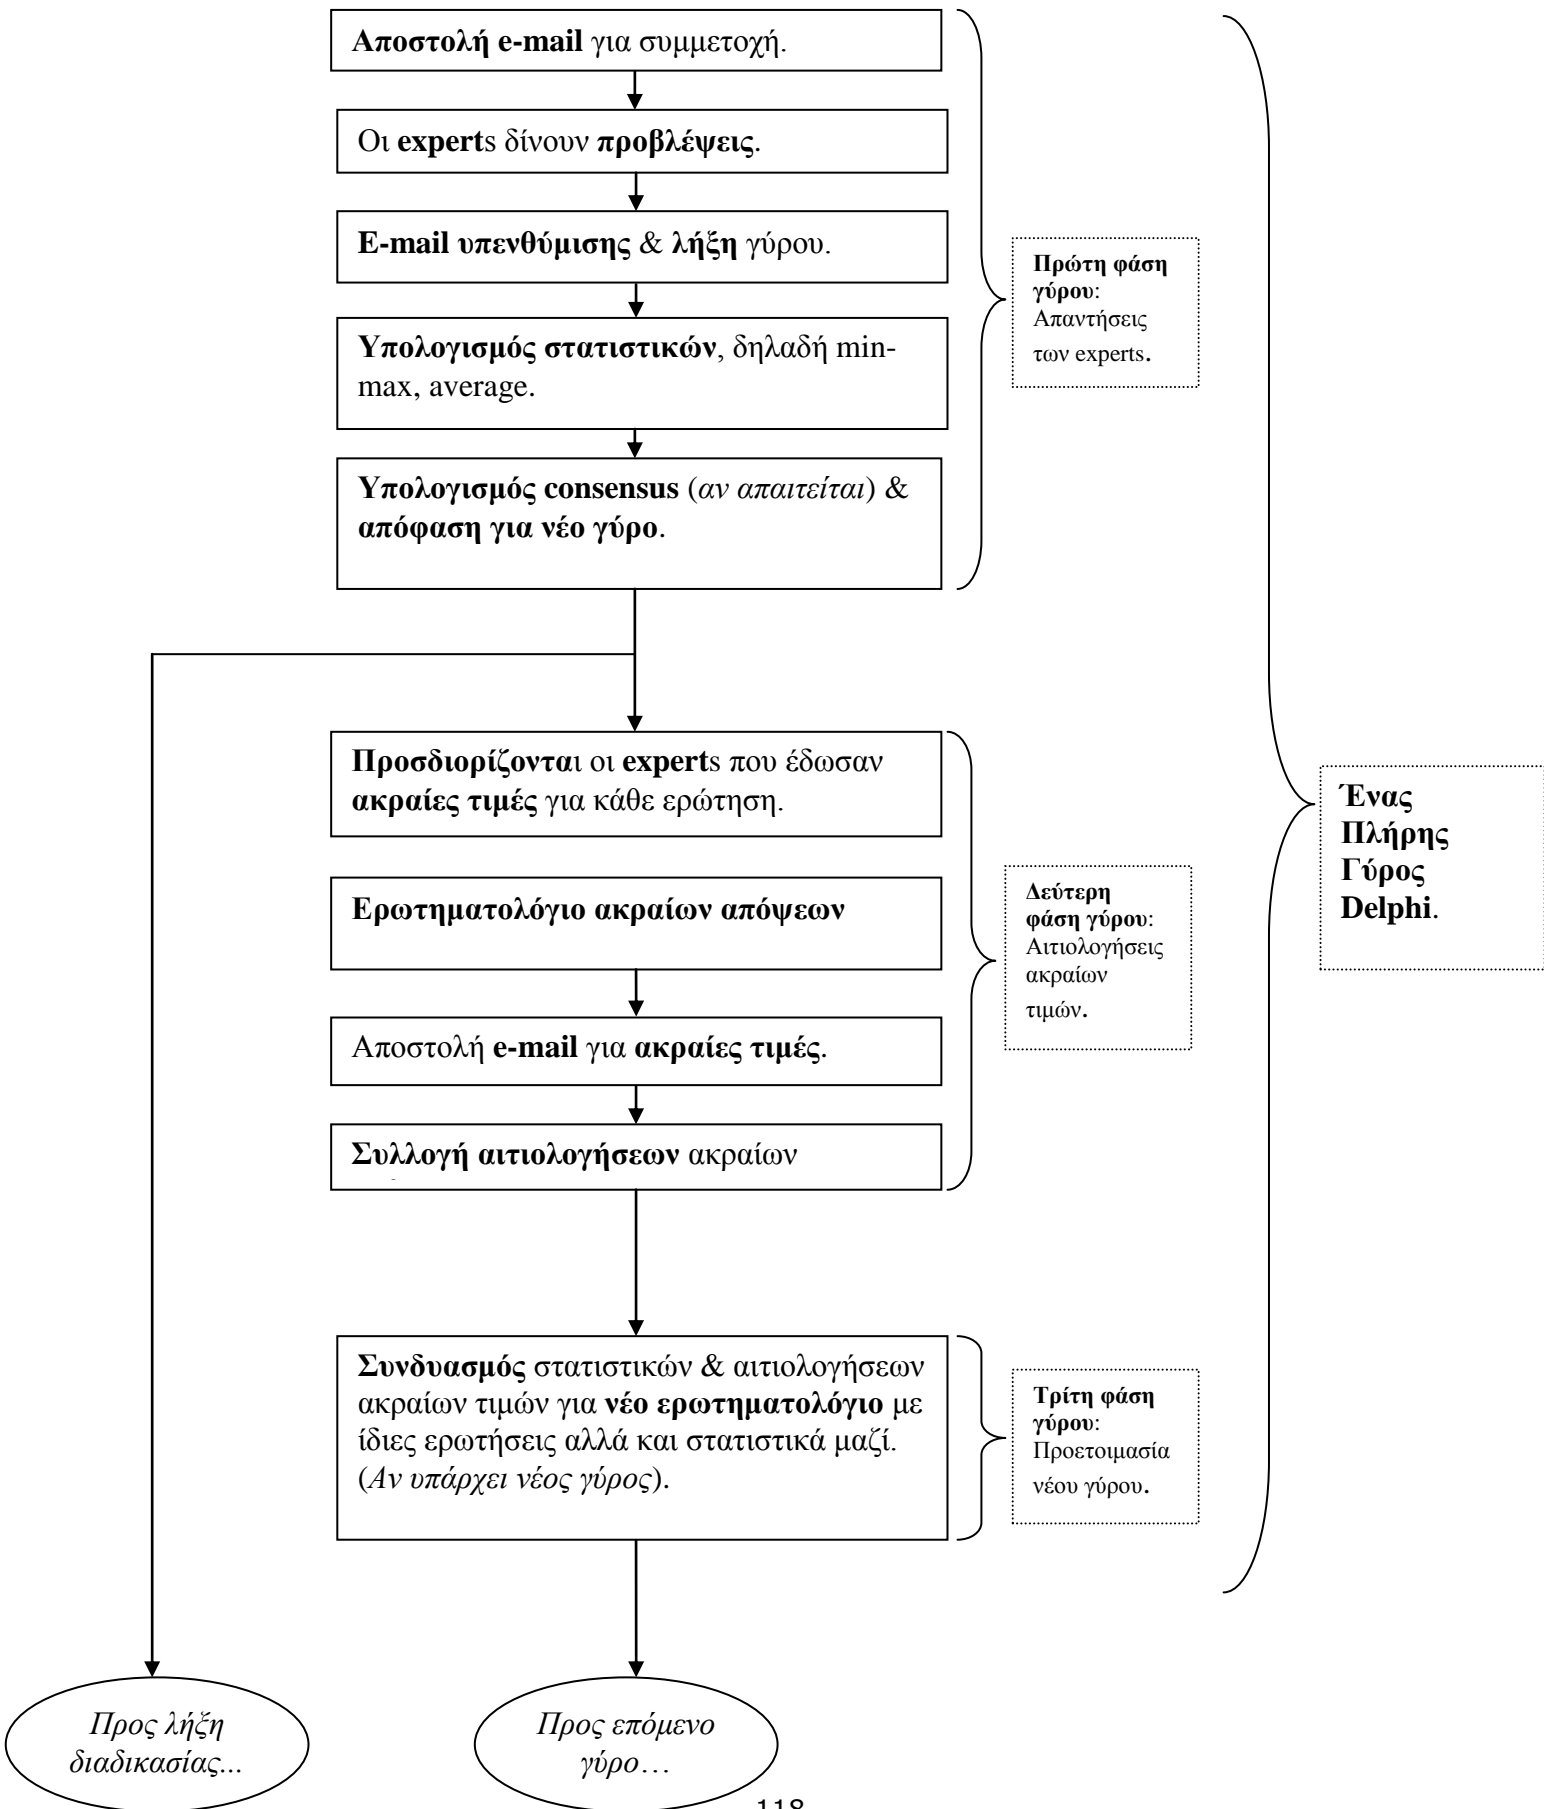 Αποστολή e-mail για συμμετοχή.
Οι experts δίνουν προβλέψεις.
E-mail υπενθύμισης & λήξη γύρου.
Υπολογισμός στατιστικών, δηλαδή min-
max, average.
Υπολογισμός consensus (αν απαιτείται) &
απόφαση για νέο γύρο.
Πρώτη φάση
γύρου:
Απαντήσεις
των experts.
Προσδιορίζονται οι experts που έδωσαν
ακραίες τιμές για κάθε ερώτηση.
Ερωτηματολόγιο ακραίων απόψεων
Αποστολή e-mail για ακραίες τιμές.
Συλλογή αιτιολογήσεων ακραίων
Δεύτερη
φάση γύρου:
Αιτιολογήσεις
ακραίων
τιμών.
Ένας
Πλήρης
Γύρος
Delphi.
Συνδυασμός στατιστικών & αιτιολογήσεων
ακραίων τιμών για νέο ερωτηματολόγιο με
ίδιες ερωτήσεις αλλά και στατιστικά μαζί.
(Αν υπάρχει νέος γύρος).
Τρίτη φάση
γύρου:
Προετοιμασία
νέου γύρου.
Προς λήξη
διαδικασίας...
Προς επόμενο
γύρο…
118